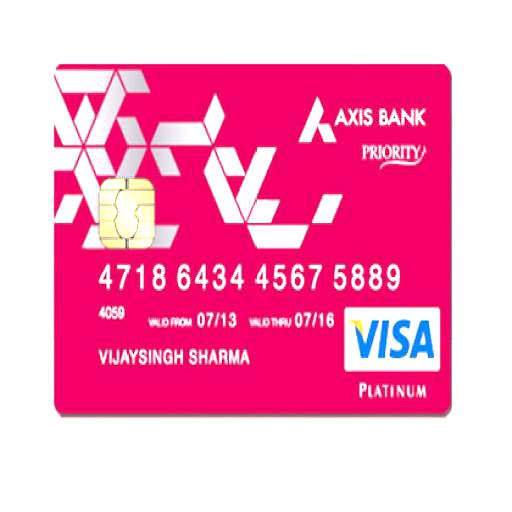 AXIS BANK
PRIORITY
4718 6434 4567 5889
4059 VALID FROM 07/13 VALID THRU 07/16
VIJAYSINGH SHARMA
VISA
PLATINUM